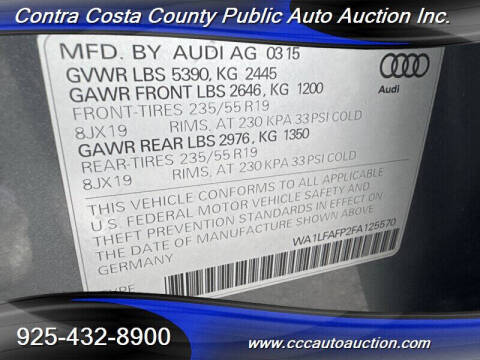 Contra Costa County Public Auto Auction Inc.
MFD. BY AUDI AG 03 15
GVWR LBS 5390, KG 2445
GAWR FRONT LBS 2646, KG 1200
FRONT-TIRES 235/55 R19
8JX19 RIMS, AT 230 KPA 33 PSI COLD
GAWR REAR LBS 2976, KG 1350
REAR-TIRES 235/55 R19
8JX19 RIMS, AT 230 KPA 33 PSI COLD
Audi
THIS VEHICLE CONFORMS TO ALL APPLICABLE
U.S. FEDERAL MOTOR VEHICLE SAFETY AND
THEFT PREVENTION STANDARDS IN EFFECT ON
THE DATE OF MANUFACTURE SHOWN ABOVE
GERMANY
WA1LFAFP2FA125570
TYPE
925-432-8900
www.cccautoauction.com